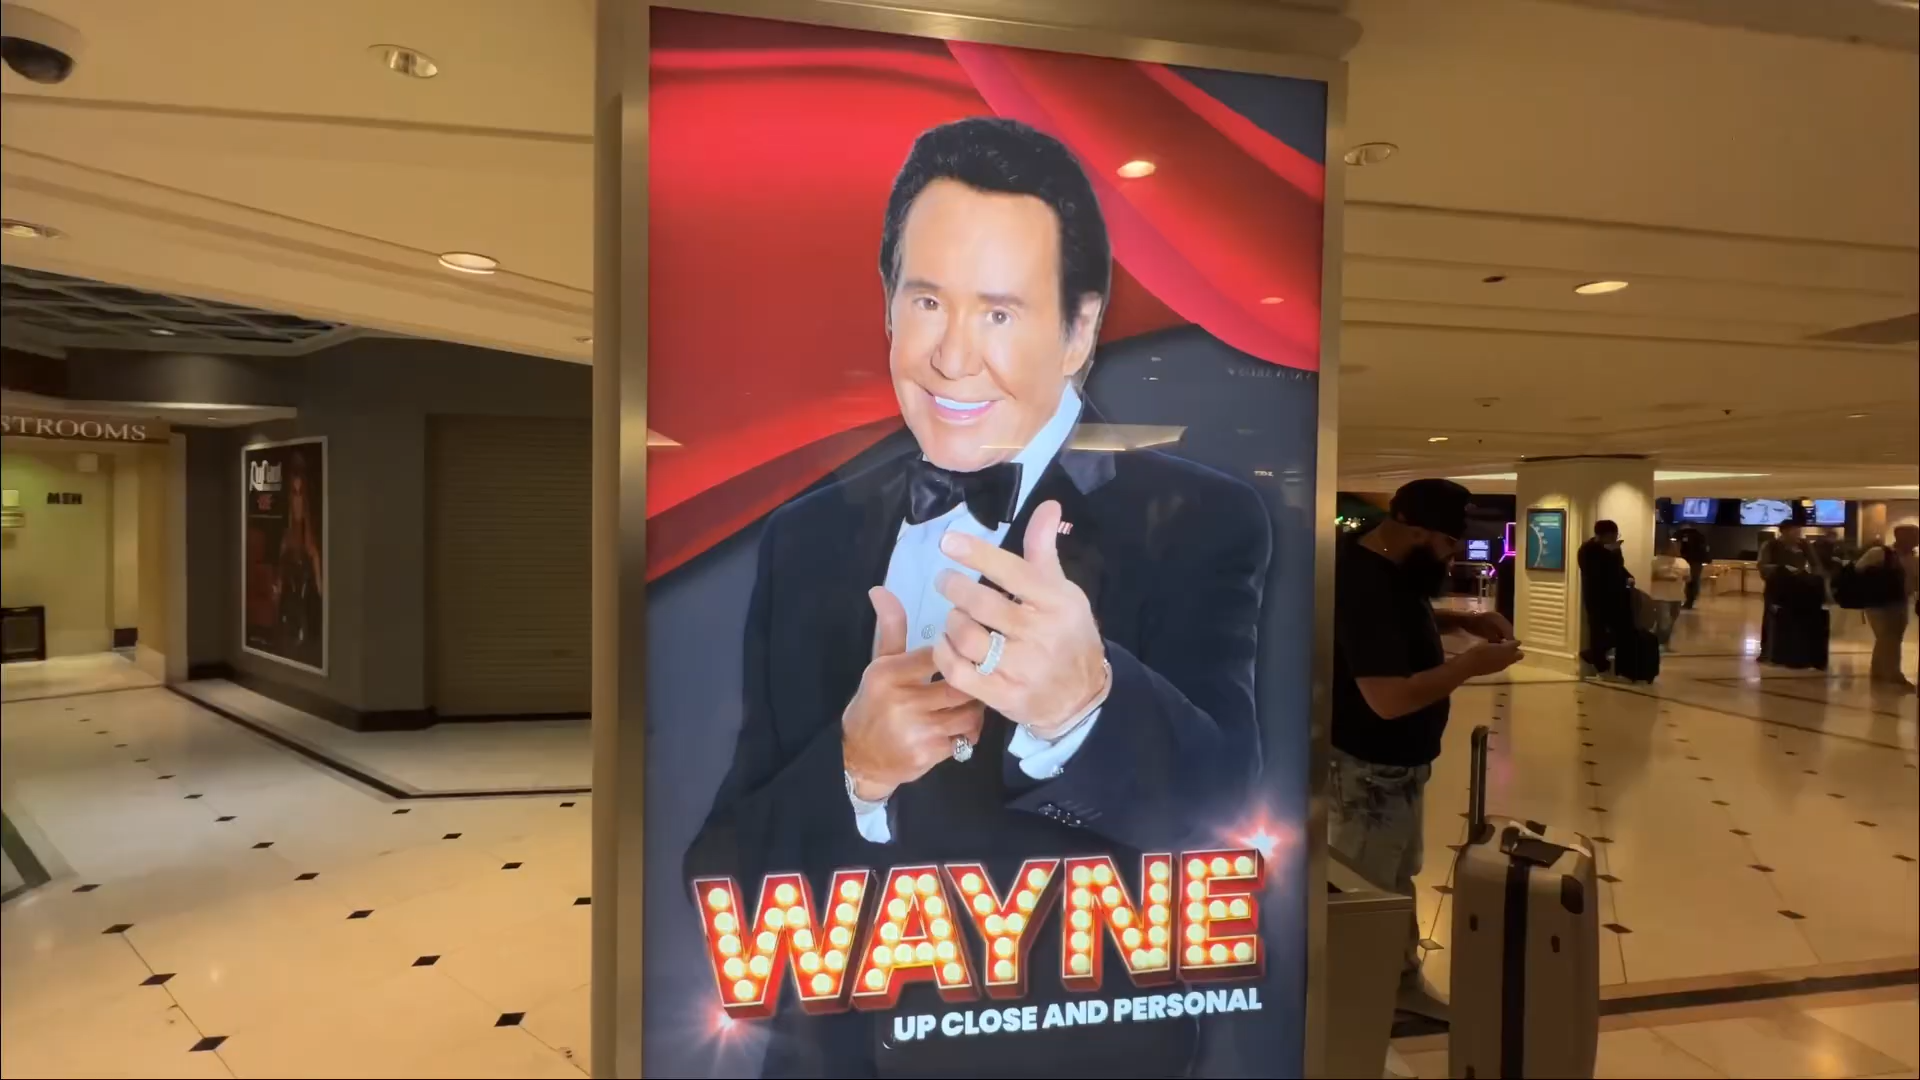 STROOMS
MEN
WAYNE
UP CLOSE AND PERSONAL